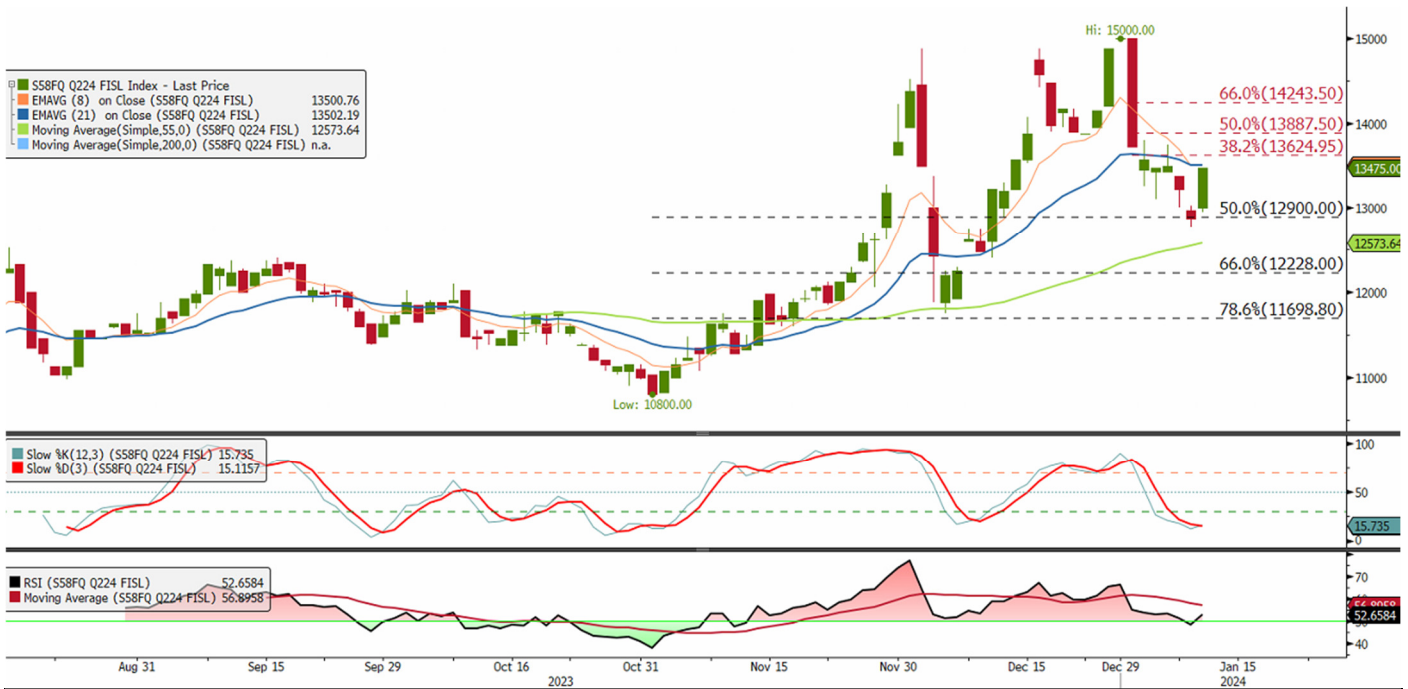 Hi: 15000.00
15000
S58FQ Q224 FISL Index - Last Price
EMAVG (8) on Close (S58FQ Q224 FISL) 13500.76
EMAVG (21) on Close (S58FQ Q224 FISL) 13502.19
Moving Average(Simple,55,0) (S58FQ Q224 FISL) 12573.64
Moving Average(Simple,200,0) (S58FQ Q224 FISL) n.a.
66.0%(14243.50)
14000
50.0%(13887.50)
38.2%(13624.95)
13475.00
50.0%(12900.00)
13000
12573.64
66.0%(12228.00)
12000
78.6%(11698.80)
11000
Low: 10800.00
Slow %K(12,3) (S58FQ Q224 FISL) 15.735
Slow %D(3) (S58FQ Q224 FISL) 15.1157
100
50
15.735
0
RSI (S58FQ Q224 FISL) 52.6584
Moving Average (S58FQ Q224 FISL) 56.8958
70
56.8958
52.6584
40
Aug 31 Sep 15 Sep 29 Oct 16 Oct 31 Nov 15 Nov 30 Dec 15 Dec 29 Jan 15
2023 2024